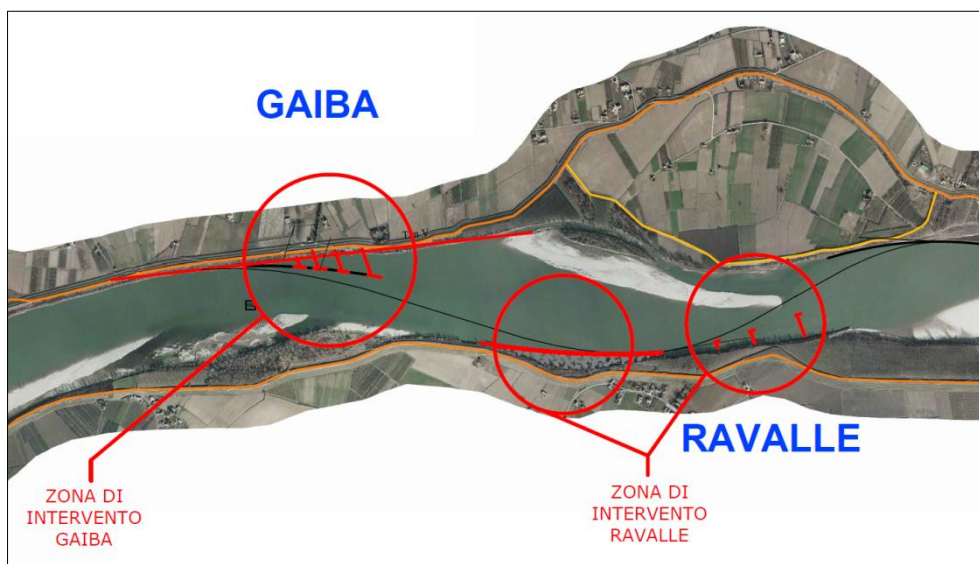 GAIBA
RAVALLE
ZONA DI
INTERVENTO
GAIBA
ZONA DI
INTERVENTO
RAVALLE